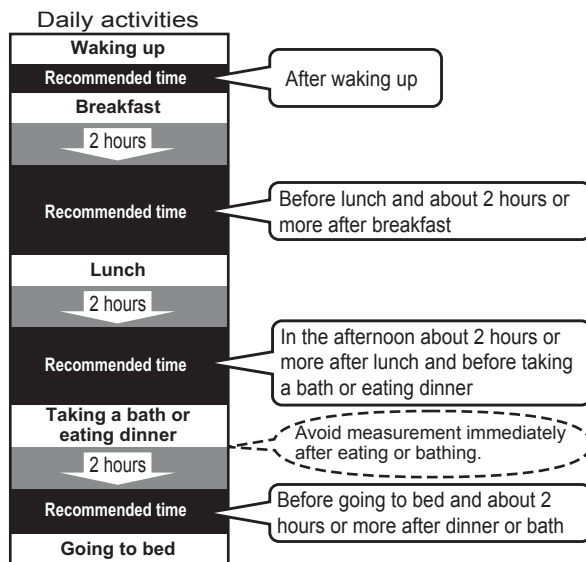 Daily activities
Waking up
Recommended time
After waking up
Breakfast
2 hours
Recommended time
Before lunch and about 2 hours or
more after breakfast
Lunch
2 hours
Recommended time
In the afternoon about 2 hours or
more after lunch and before taking
a bath or eating dinner
Taking a bath or
eating dinner
Avoid measurement immediately
after eating or bathing.
2 hours
Recommended time
Before going to bed and about 2
hours or more after dinner or bath
Going to bed